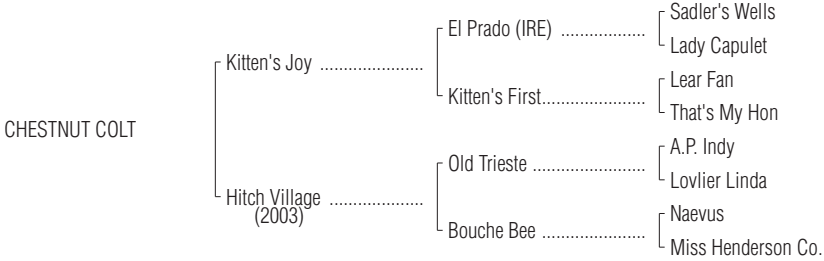 Sadler's Wells
El Prado (IRE) ...................
Lady Capulet
Kitten's Joy ......................
Lear Fan
Kitten's First......................
That's My Hon
CHESTNUT COLT
A.P. Indy
Old Trieste ........................
Lovlier Linda
Hitch Village ....................
(2003)
Naevus
Bouche Bee ......................
Miss Henderson Co.